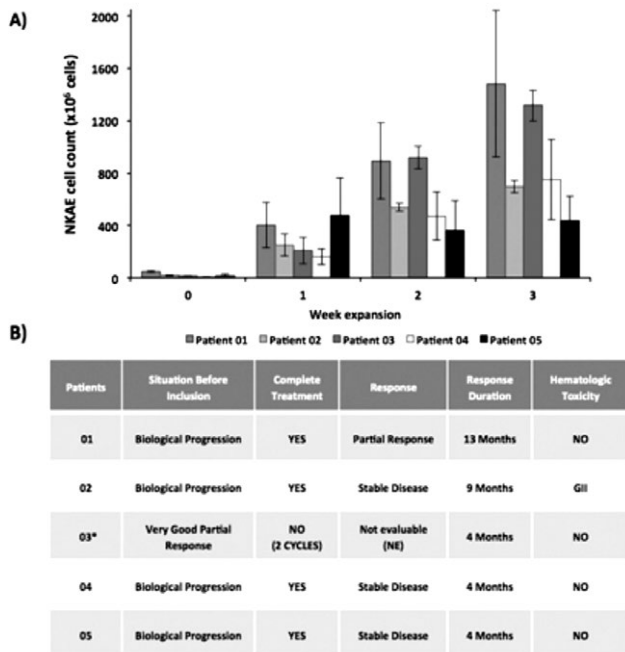 A)
NKAE cell count (x10⁶ cells)
2000
1600
1200
800
400
0
0 1 2 3
Week expansion
Patient 01 Patient 02 Patient 03 Patient 04 Patient 05
B)
Patients Situation Before Inclusion Complete Treatment Response Response Duration Hematologic Toxicity
01 Biological Progression YES Partial Response 13 Months NO
02 Biological Progression YES Stable Disease 9 Months GII
03* Very Good Partial Response NO (2 CYCLES) Not evaluable (NE) 4 Months NO
04 Biological Progression YES Stable Disease 4 Months NO
05 Biological Progression YES Stable Disease 4 Months NO